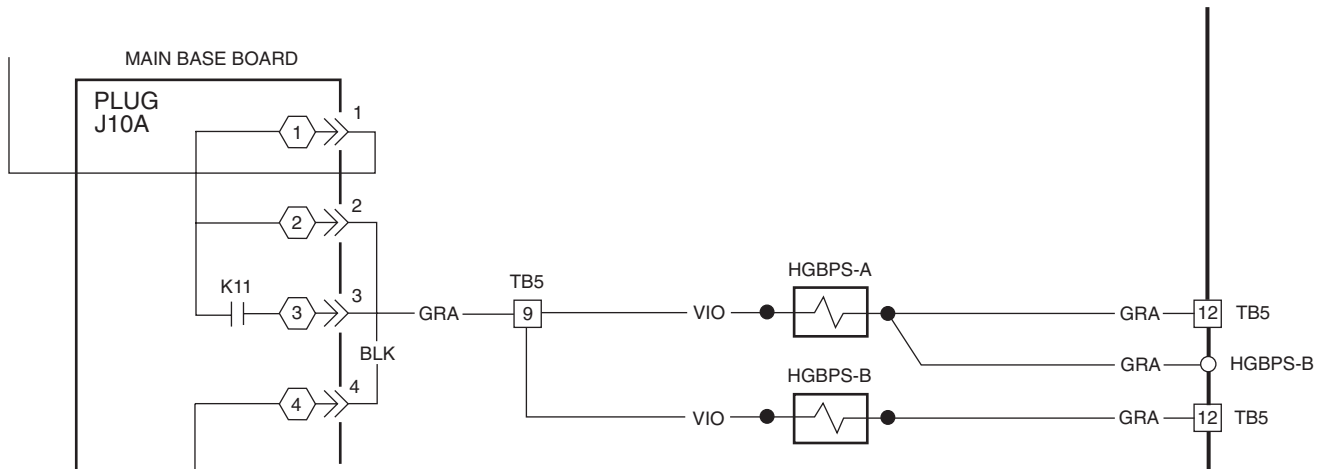 MAIN BASE BOARD
PLUG
J10A
1 1
2 2
K11
3 3
BLK
4 4
GRA
TB5
9
HGBPS-A
VIO
GRA 12 TB5
GRA HGBPS-B
HGBPS-B
VIO
GRA 12 TB5